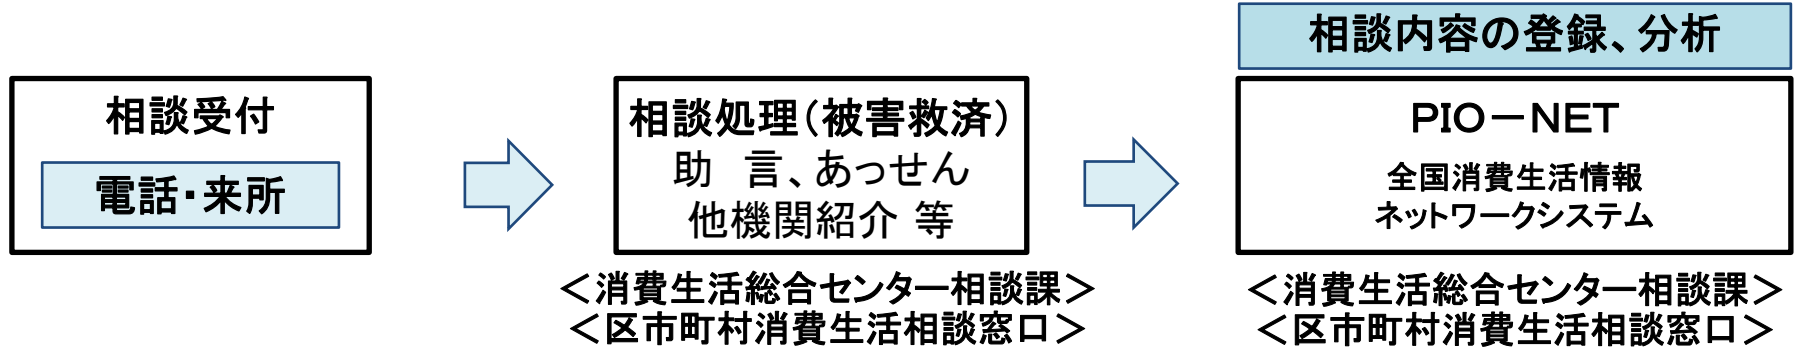 相談受付
電話・来所
相談処理（被害救済）
助　言、あっせん
他機関紹介 等
＜消費生活総合センター相談課＞
＜区市町村消費生活相談窓口＞
相談内容の登録、分析
ＰＩＯ－ＮＥＴ
全国消費生活情報
ネットワークシステム
＜消費生活総合センター相談課＞
＜区市町村消費生活相談窓口＞